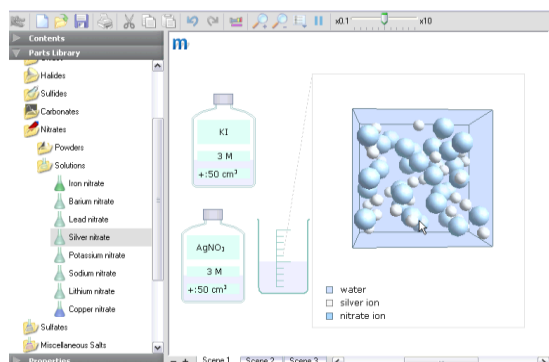 x0.1
x10
Contents
Parts Library
Halides
Sulfides
Carbonates
Nitrates
Powders
Solutions
Iron nitrate
Barium nitrate
Lead nitrate
Silver nitrate
Potassium nitrate
Sodium nitrate
Lithium nitrate
Copper nitrate
Sulfates
Miscellaneous Salts
Properties
m
KI
3 M
+:50 cm³
AgNO₃
3 M
+:50 cm³
water
silver ion
nitrate ion
Scene 1
Scene 2
Scene 3